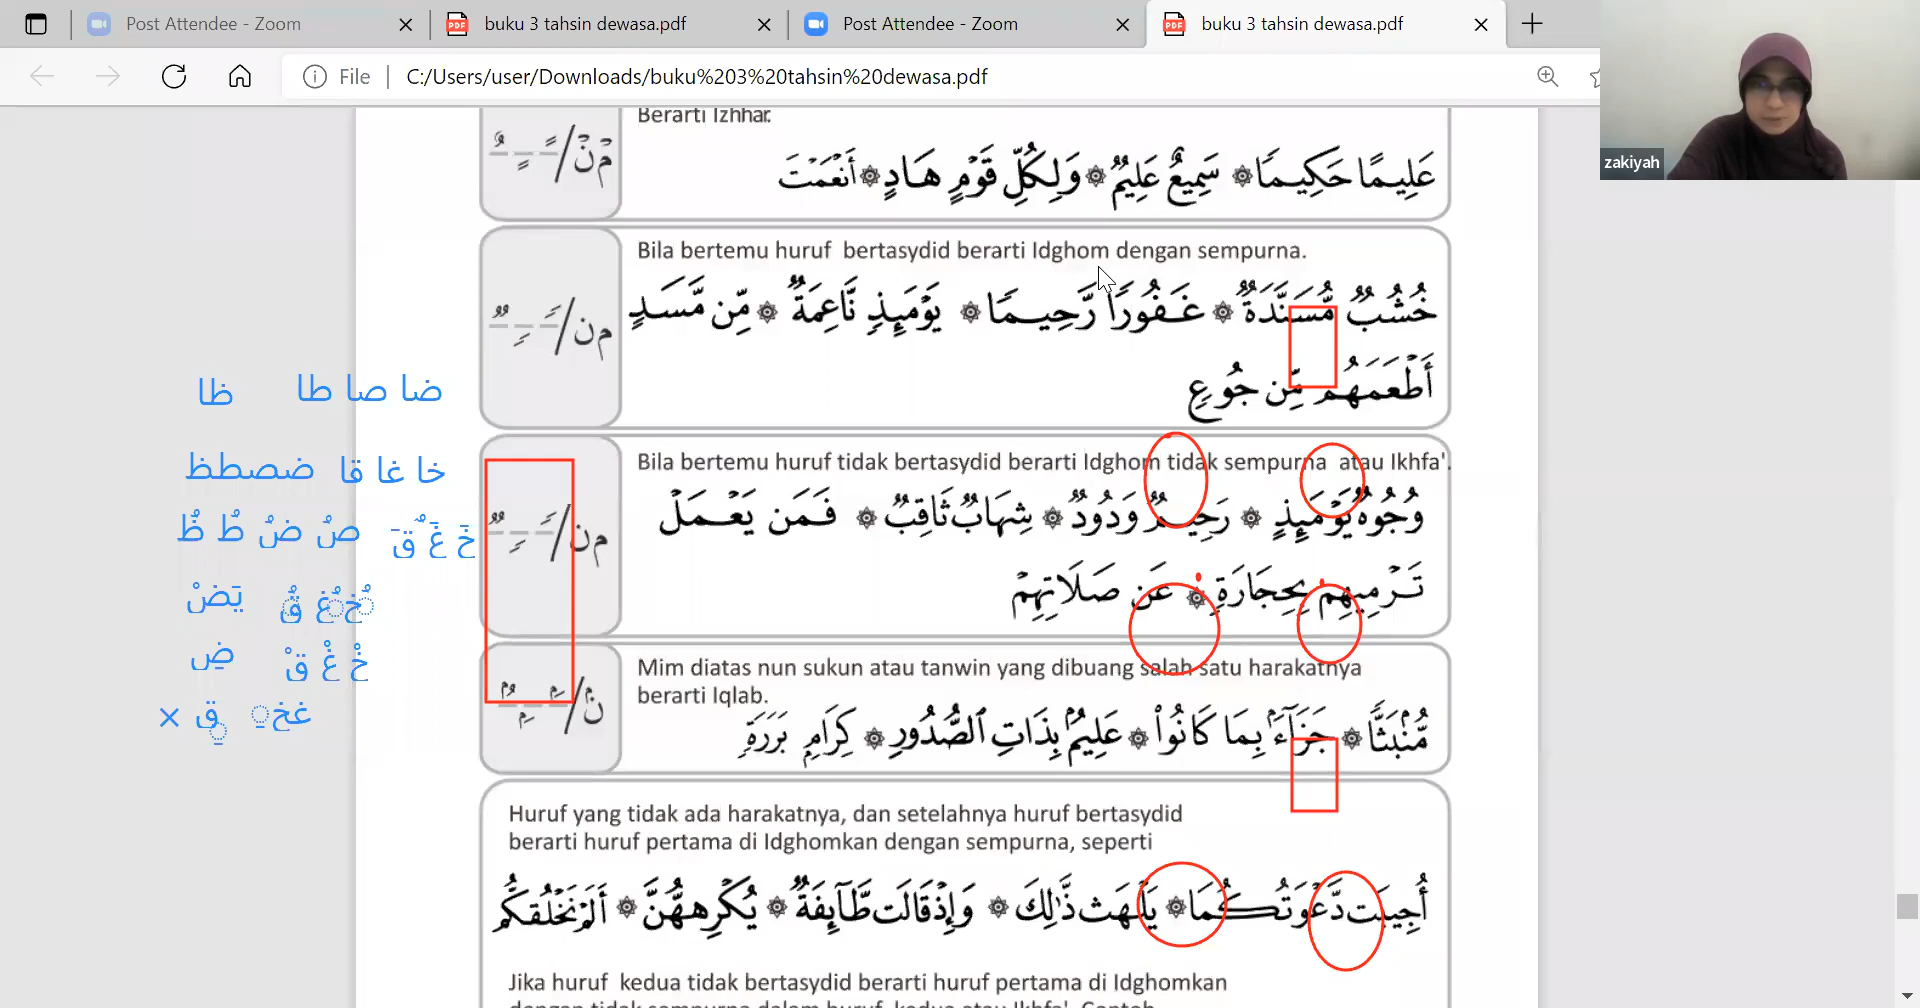 Post Attendee - Zoom
buku 3 tahsin dewasa.pdf
Post Attendee - Zoom
buku 3 tahsin dewasa.pdf
File
C:/Users/user/Downloads/buku%203%20tahsin%20dewasa.pdf
zakiyah
Berarti Izhhar.
عَلِيمًا حَكِيمًا ۞ سَمِيعٌ عَلِيمٌ ۞ وَلِكُلِّ قَوْمٍ هَادٍ ۞ أَنْعَمْتَ
Bila bertemu huruf bertasydid berarti Idghom dengan sempurna.
خُشُبٌ مُّسَنَّدَةٌ ۞ غَفُورًا رَّحِيمًا ۞ يَوْمَئِذٍ نَّاعِمَةٌ ۞ مِّن مَّسَدٍ
أَطْعَمَهُم مِّن جُوعٍ
Bila bertemu huruf tidak bertasydid berarti Idghom tidak sempurna atau Ikhfa'.
وُجُوهٌ يَوْمَئِذٍ ۞ رَحِيمٌ وَدُودٌ ۞ شِهَابٌ ثَاقِبٌ ۞ فَمَن يَعْمَلْ
تَرْمِيهِم بِحِجَارَةٍ ۞ عَن صَلَاتِهِمْ
Mim diatas nun sukun atau tanwin yang dibuang salah satu harakatnya
berarti Iqlab.
مُّنۢبَثًّا ۞ جَزَآءَۢ بِمَا كَانُوا۟ ۞ عَلِيمُۢ بِذَاتِ ٱلصُّدُورِ ۞ كِرَامِۭ بَرَرَةٍ
Huruf yang tidak ada harakatnya, dan setelahnya huruf bertasydid
berarti huruf pertama di Idghomkan dengan sempurna, seperti
أُجِيبَت دَّعْوَتُكُمَا ۞ يَلْهَث ذَّٰلِكَ ۞ وَإِذْ قَالَت طَّآئِفَةٌ ۞ يُكْرِههُّنَّ ۞ أَلَمْ نَخْلُقكُّم
Jika huruf kedua tidak bertasydid berarti huruf pertama di Idghomkan
ضا صا طا ظا
خا غا قا ضصطظ
خَ غَ قَ صُ ضُ طُ ظُ
يَضْ
خْ غْ قْ ضِ